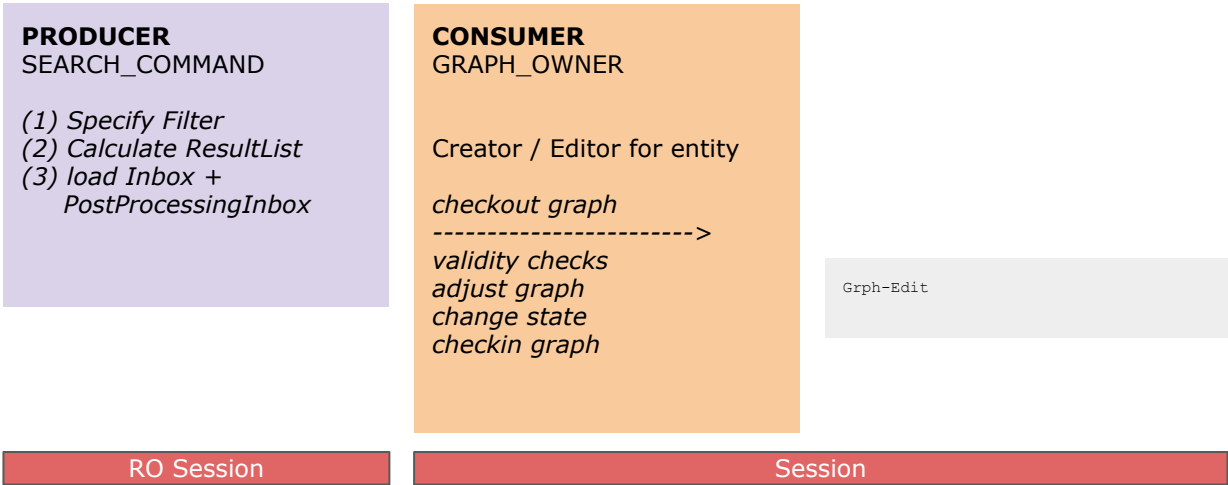 PRODUCER
SEARCH_COMMAND
(1) Specify Filter
(2) Calculate ResultList
(3) load Inbox +
PostProcessingInbox
CONSUMER
GRAPH_OWNER
Creator / Editor for entity
checkout graph
------------------------>
validity checks
adjust graph
change state
checkin graph
Grph-Edit
RO Session
Session